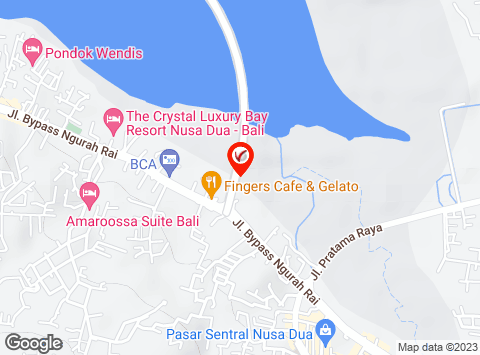 Pondok Wendis
Jl. Bypass Ngurah Rai
The Crystal Luxury Bay
Resort Nusa Dua - Bali
BCA
Fingers Cafe & Gelato
Amaroossa Suite Bali
Jl. Bypass Ngurah Rai
Jl. Pratama Raya
Pasar Sentral Nusa Dua
Google
Map data ©2023